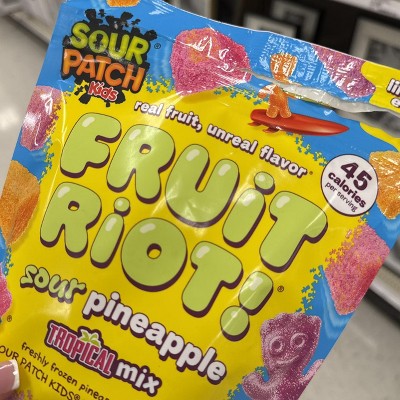 SOUR
PATCH
Kids
real fruit, unreal flavor
FRUiT
RiOT!
45
calories
per serving
sour pineapple
TROPICAL mix
freshly frozen
OUR PATCH KIDS